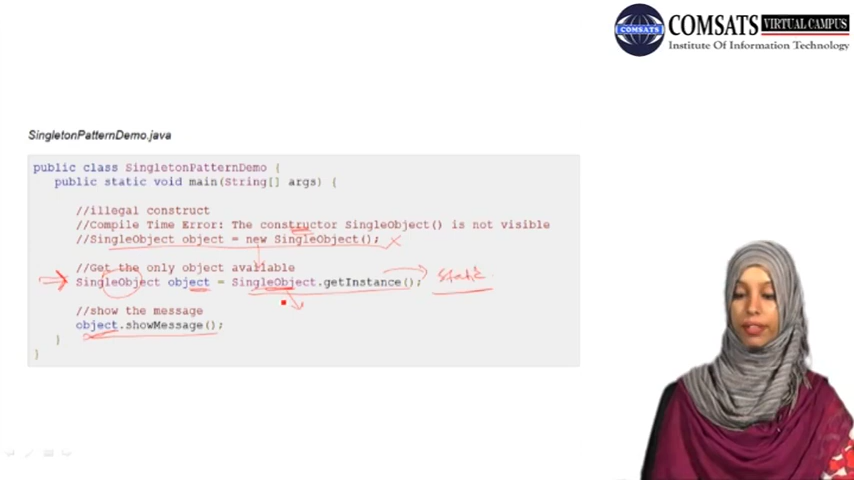 COMSATS
COMSATS VIRTUAL CAMPUS
Institute Of Information Technology
SingletonPatternDemo.java
public class SingletonPatternDemo {
public static void main(String[] args) {
//illegal construct
//Compile Time Error: The constructor SingleObject() is not visible
//SingleObject object = new SingleObject();
//Get the only object available
SingleObject object = SingleObject.getInstance(); static
//show the message
object.showMessage();
}
}